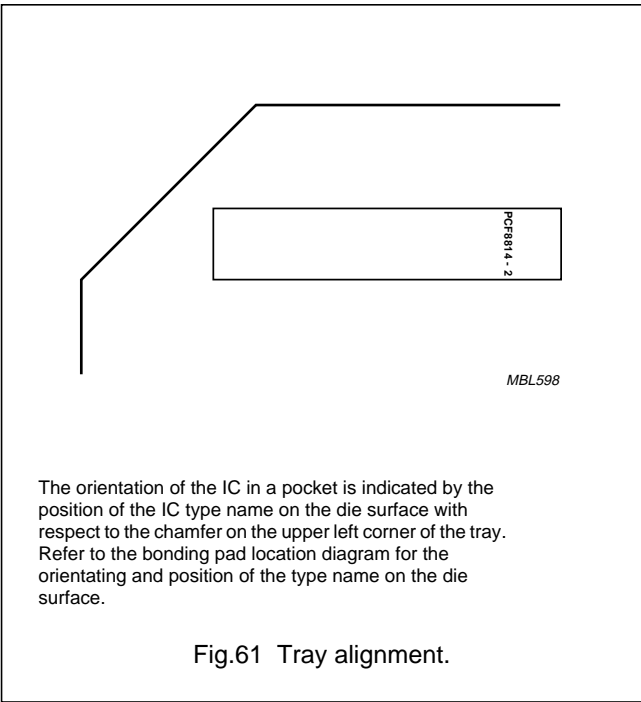 PCF8814 - 2
MBL598
The orientation of the IC in a pocket is indicated by the
position of the IC type name on the die surface with
respect to the chamfer on the upper left corner of the tray.
Refer to the bonding pad location diagram for the
orientating and position of the type name on the die
surface.
Fig.61 Tray alignment.